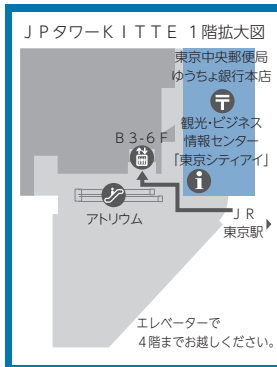 ＪＰタワーＫＩＴＴＥ１階拡大図
東京中央郵便局
ゆうちょ銀行本店
〒
観光・ビジネス
情報センター
「東京シティアイ」
i
Ｂ3-6Ｆ
アトリウム
ＪＲ
東京駅
エレベーターで
４階までお越しください。